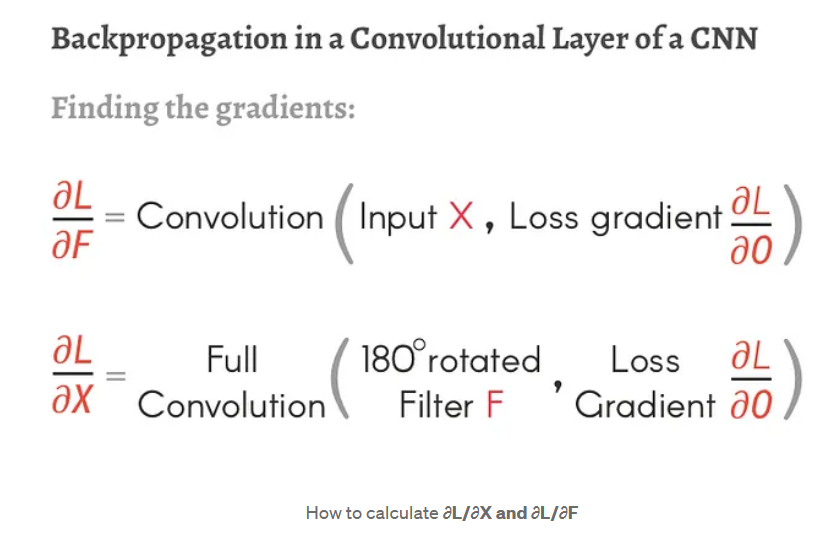 Backpropagation in a Convolutional Layer of a CNN
Finding the gradients:
∂L/∂F = Convolution ( Input X , Loss gradient ∂L/∂O )
∂L/∂X = Full Convolution ( 180° rotated Filter F , Loss Gradient ∂L/∂O )
How to calculate ∂L/∂X and ∂L/∂F